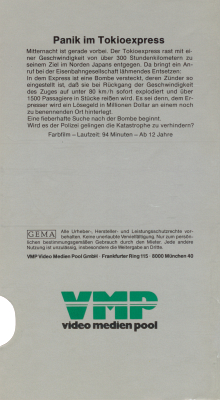 Panik im Tokioexpress
Mitternacht ist gerade vorbei. Der Tokioexpress rast mit ei-
ner Geschwindigkeit von über 300 Stundenkilometern zu
seinem Ziel im Norden Japans entgegen. Da bringt ein An-
ruf bei der Eisenbahngesellschaft lähmendes Entsetzen:
In dem Express ist eine Bombe versteckt, deren Zünder so
eingestellt ist, daß sie bei Rückgang der Geschwindigkeit
des Zuges auf unter 80 km/h sofort explodiert und über
1500 Passagiere in Stücke reißen wird. Es sei denn, dem Er-
presser wird ein Lösegeld in Millionen Dollar an einem noch
zu benennenden Ort hinterlegt.
Eine fieberhafte Suche nach der Bombe beginnt.
Wird es der Polizei gelingen die Katastrophe zu verhindern?
Farbfilm – Laufzeit: 94 Minuten – Ab 12 Jahre
GEMA
Alle Urheber-, Hersteller- und Leistungsschutzrechte vor-
behalten. Keine unerlaubte Vervielfältigung. Nur zum persön-
lichen bestimmungsgemäßen Gebrauch durch den Mieter. Jede andere
Nutzung ist unzulässig, insbesondere die Weitergabe an Dritte.
VMP Video Medien Pool GmbH · Frankfurter Ring 115 · 8000 München 40
VMP
video medien pool